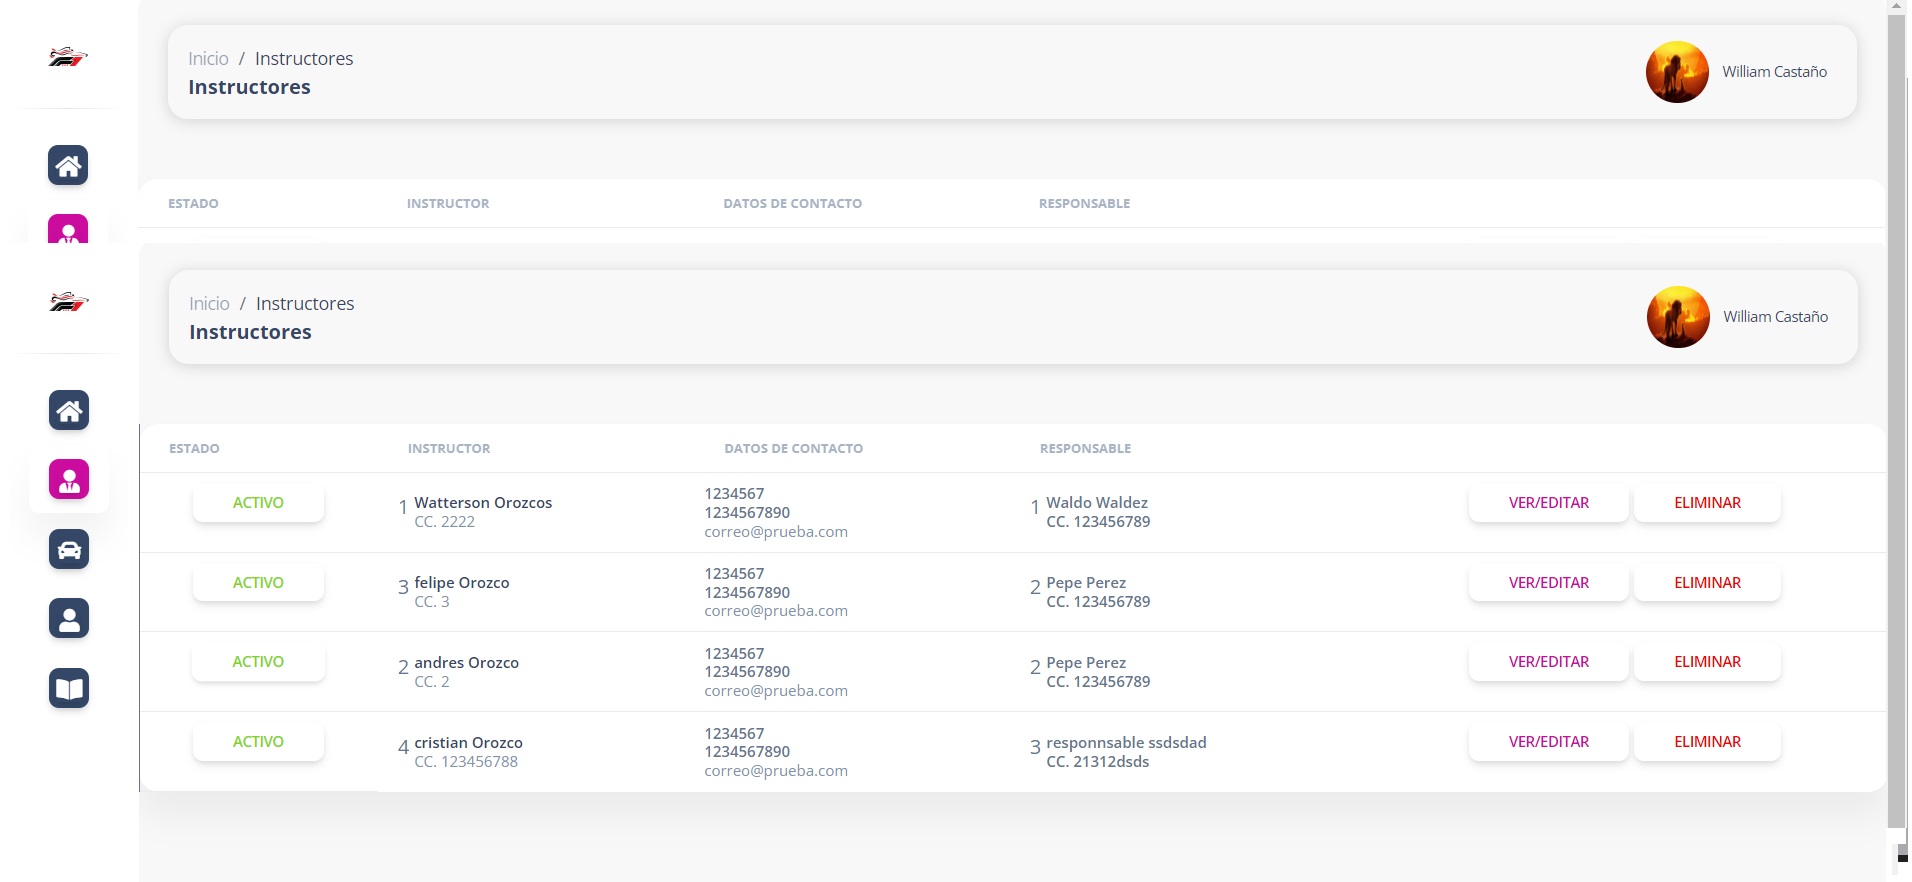 Inicio / Instructores
Instructores
William Castaño
ESTADO INSTRUCTOR DATOS DE CONTACTO RESPONSABLE
Inicio / Instructores
Instructores
William Castaño
ESTADO INSTRUCTOR DATOS DE CONTACTO RESPONSABLE
ACTIVO 1 Watterson Orozcos 1234567 1 Waldo Waldez VER/EDITAR ELIMINAR
CC. 2222 1234567890 CC. 123456789
correo@prueba.com
ACTIVO 3 felipe Orozco 1234567 2 Pepe Perez VER/EDITAR ELIMINAR
CC. 3 1234567890 CC. 123456789
correo@prueba.com
ACTIVO 2 andres Orozco 1234567 2 Pepe Perez VER/EDITAR ELIMINAR
CC. 2 1234567890 CC. 123456789
correo@prueba.com
ACTIVO 4 cristian Orozco 1234567 3 responnsable ssdsdad VER/EDITAR ELIMINAR
CC. 123456788 1234567890 CC. 21312dsds
correo@prueba.com